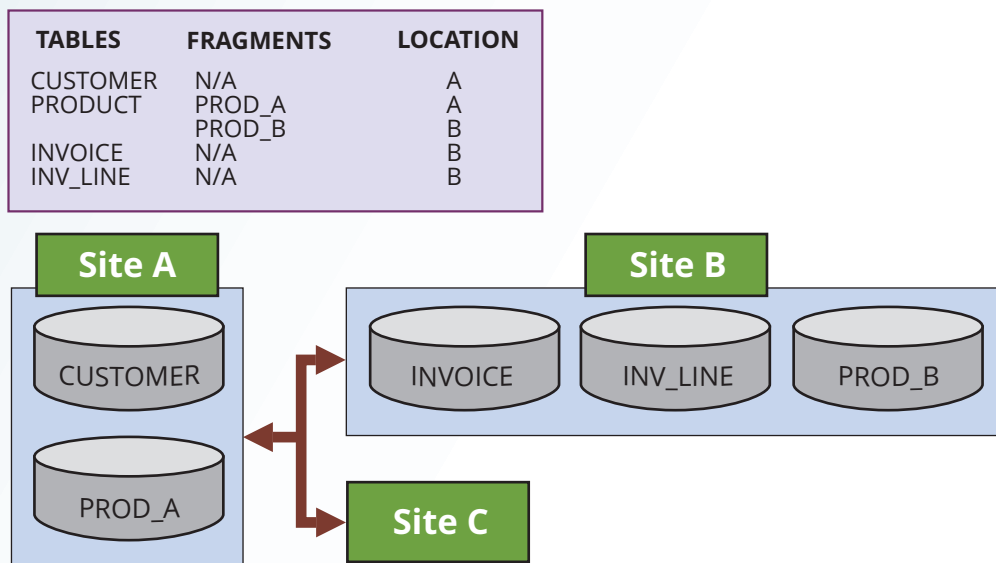 TABLES FRAGMENTS LOCATION
CUSTOMER N/A A
PRODUCT PROD_A A
PROD_B B
INVOICE N/A B
INV_LINE N/A B
Site A
Site B
CUSTOMER
INVOICE INV_LINE PROD_B
PROD_A
Site C